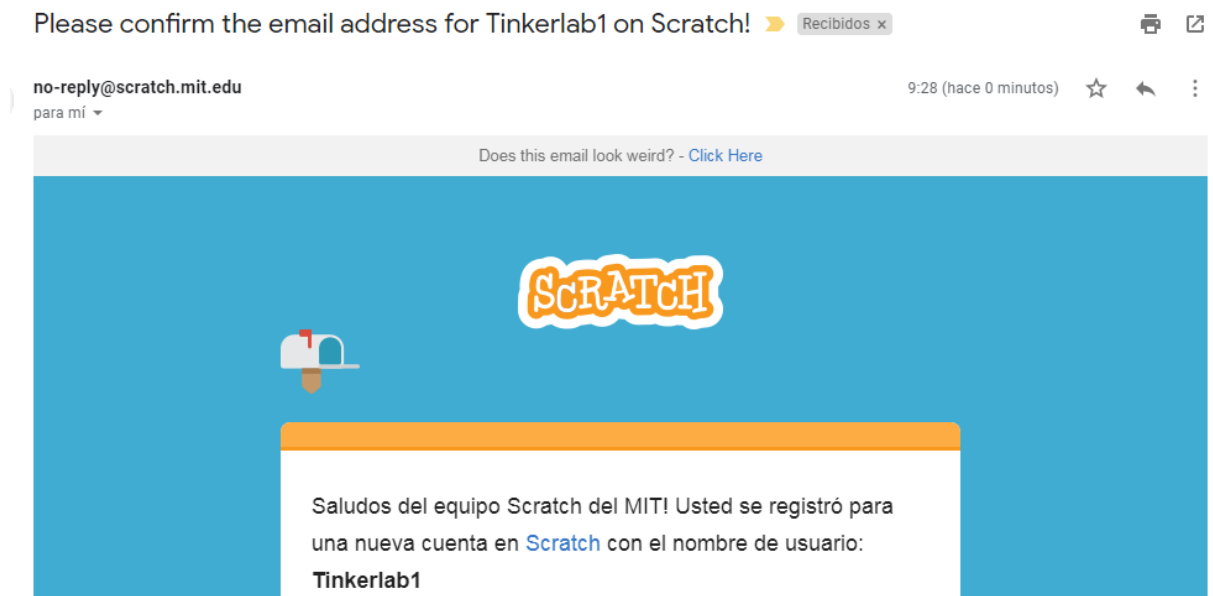 Please confirm the email address for Tinkerlab1 on Scratch! Recibidos x
no-reply@scratch.mit.edu 9:28 (hace 0 minutos)
para mí
Does this email look weird? - Click Here
SCRATCH
Saludos del equipo Scratch del MIT! Usted se registró para
una nueva cuenta en Scratch con el nombre de usuario:
Tinkerlab1